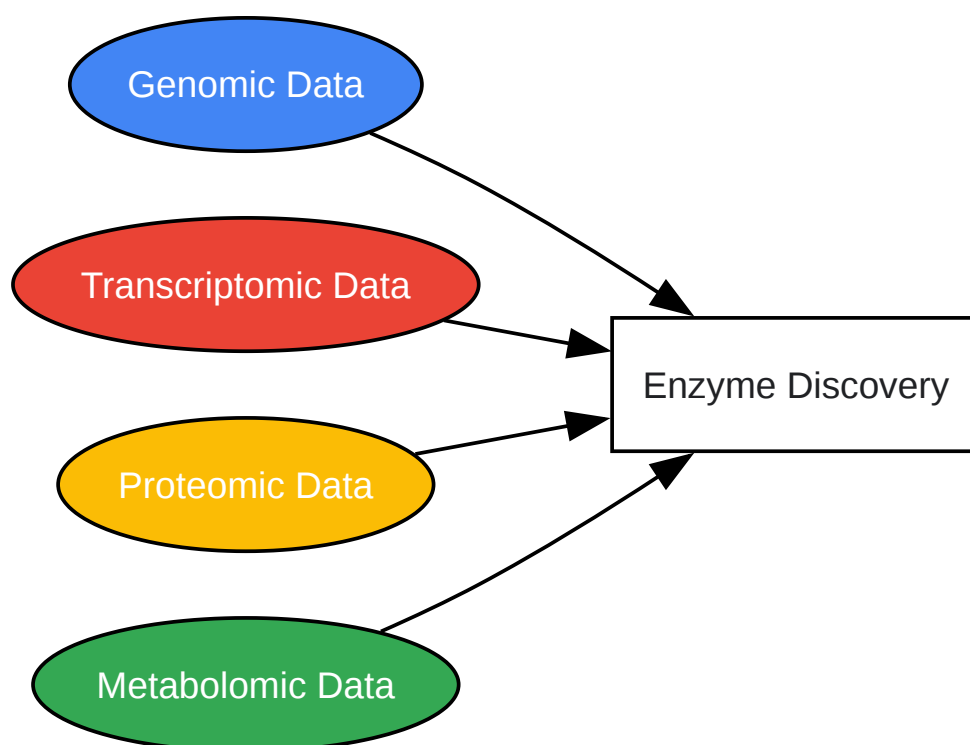 Genomic Data
Transcriptomic Data
Enzyme Discovery
Proteomic Data
Metabolomic Data